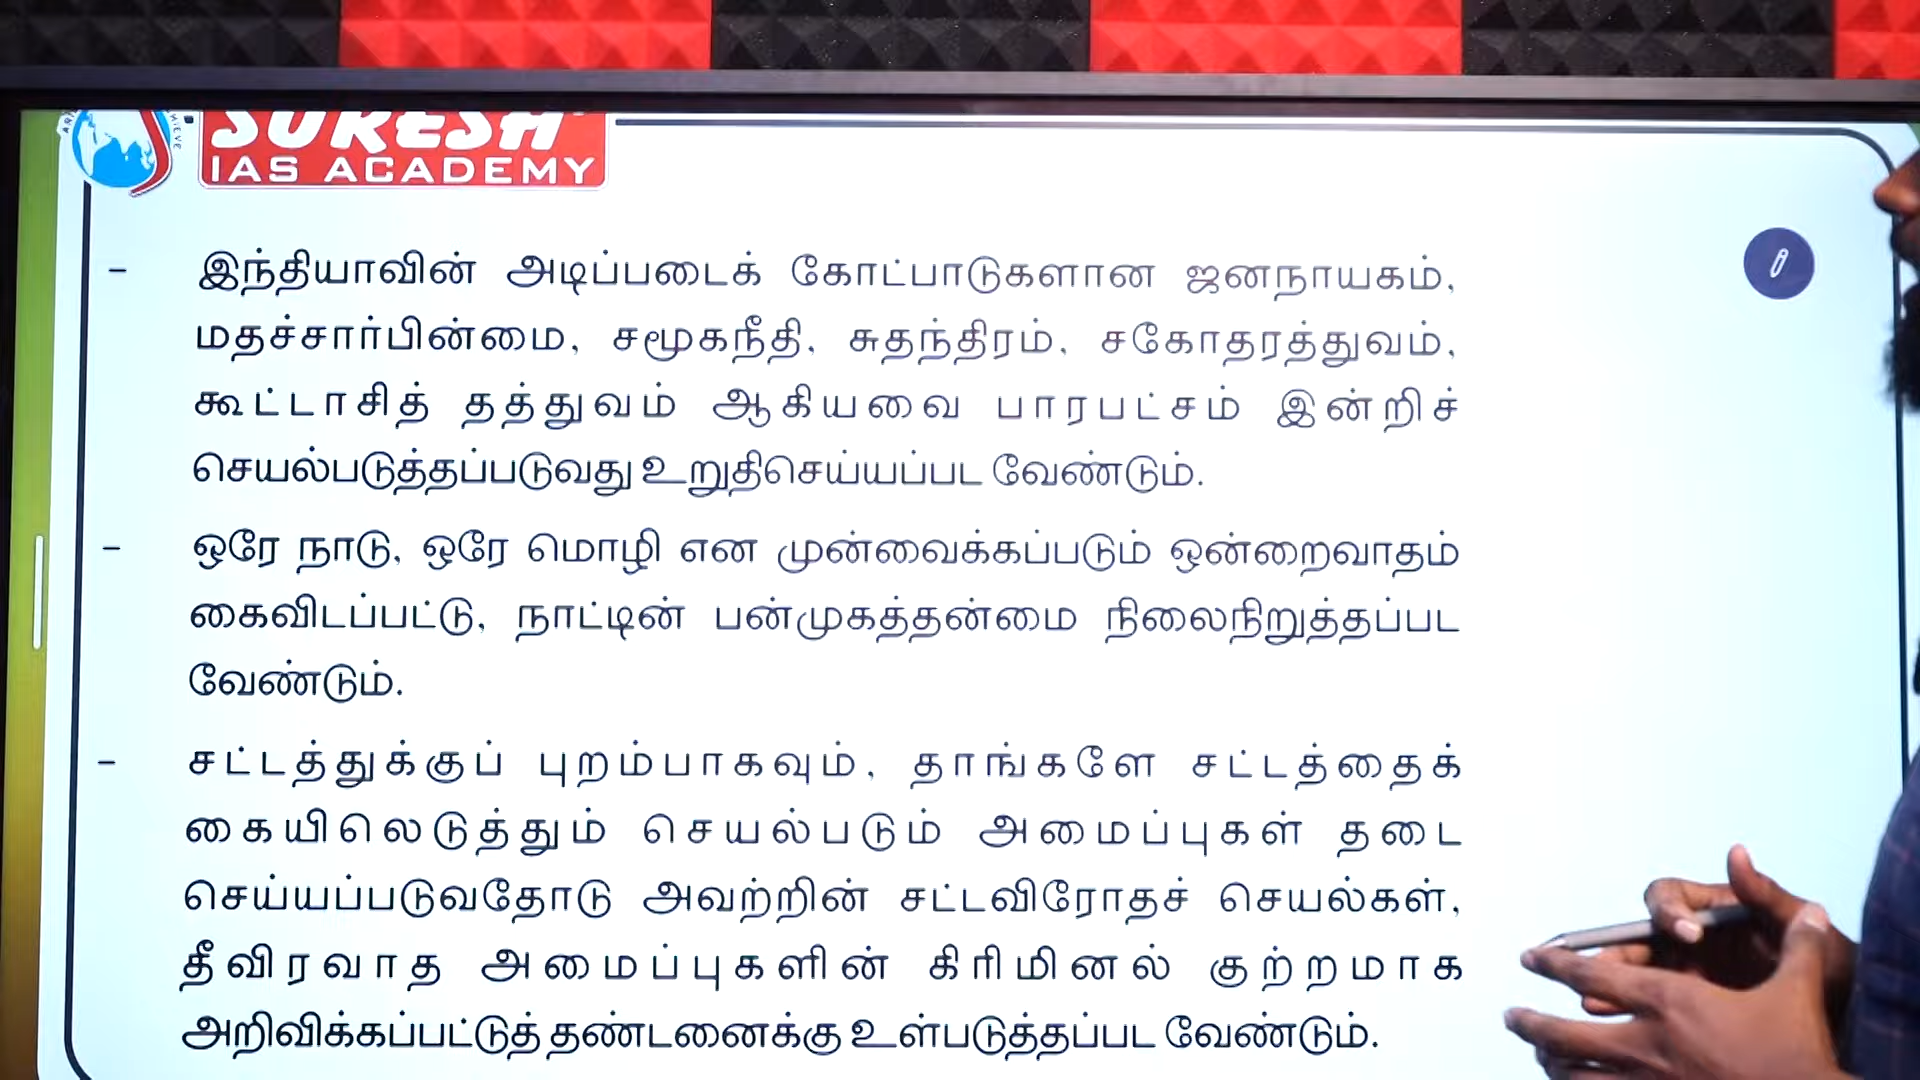 SURESH
IAS ACADEMY
- இந்தியாவின் அடிப்படைக் கோட்பாடுகளான ஜனநாயகம்,
மதச்சார்பின்மை, சமூகநீதி, சுதந்திரம், சகோதரத்துவம்,
கூட்டாசித் தத்துவம் ஆகியவை பாரபட்சம் இன்றிச்
செயல்படுத்தப்படுவது உறுதிசெய்யப்பட வேண்டும்.
- ஒரே நாடு, ஒரே மொழி என முன்வைக்கப்படும் ஒன்றைவாதம்
கைவிடப்பட்டு, நாட்டின் பன்முகத்தன்மை நிலைநிறுத்தப்பட
வேண்டும்.
- சட்டத்துக்குப் புறம்பாகவும், தாங்களே சட்டத்தைக்
கையிலெடுத்தும் செயல்படும் அமைப்புகள் தடை
செய்யப்படுவதோடு அவற்றின் சட்டவிரோதச் செயல்கள்,
தீவிரவாத அமைப்புகளின் கிரிமினல் குற்றமாக
அறிவிக்கப்பட்டுத் தண்டனைக்கு உள்படுத்தப்பட வேண்டும்.